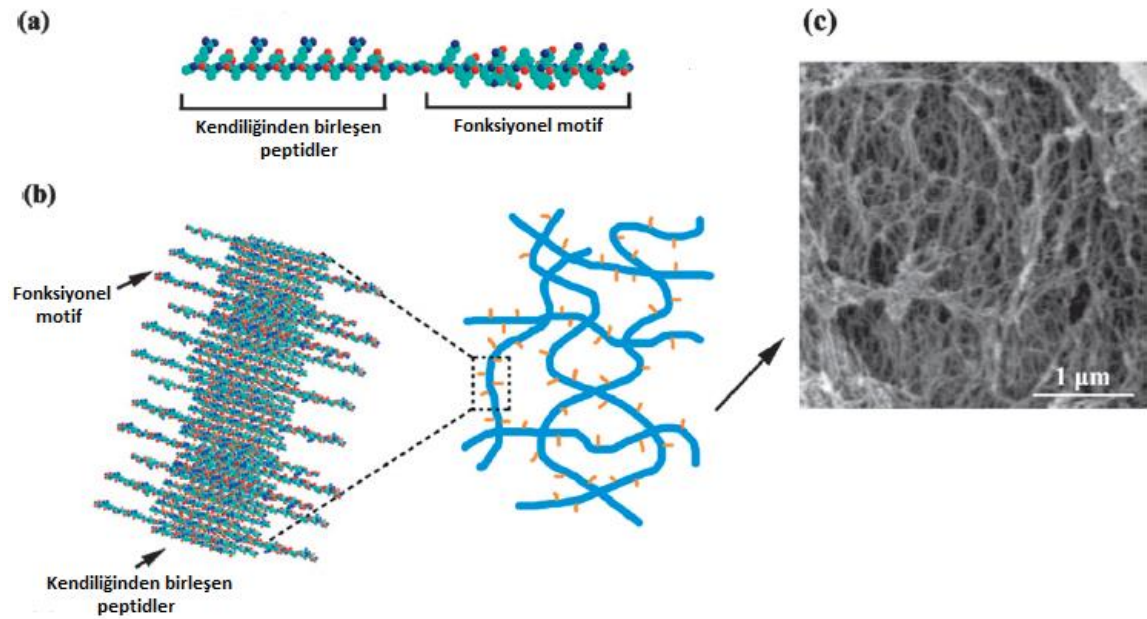 (a)
Kendiliğinden birleşen
peptidler
Fonksiyonel motif
(b)
Fonksiyonel
motif
Kendiliğinden birleşen
peptidler
(c)
1 μm